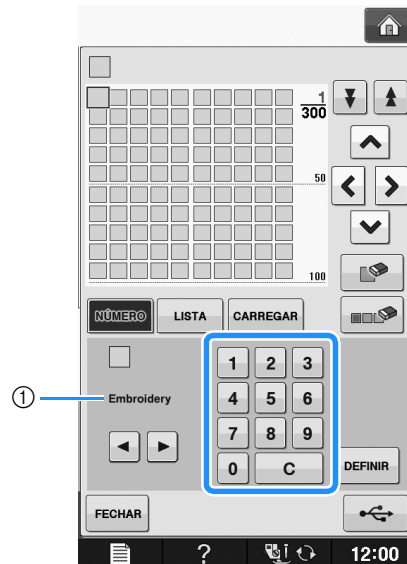 1
300
50
100
NÚMERO LISTA CARREGAR
1 2 3
① Embroidery
4 5 6
7 8 9
0 C
DEFINIR
FECHAR
? 12:00